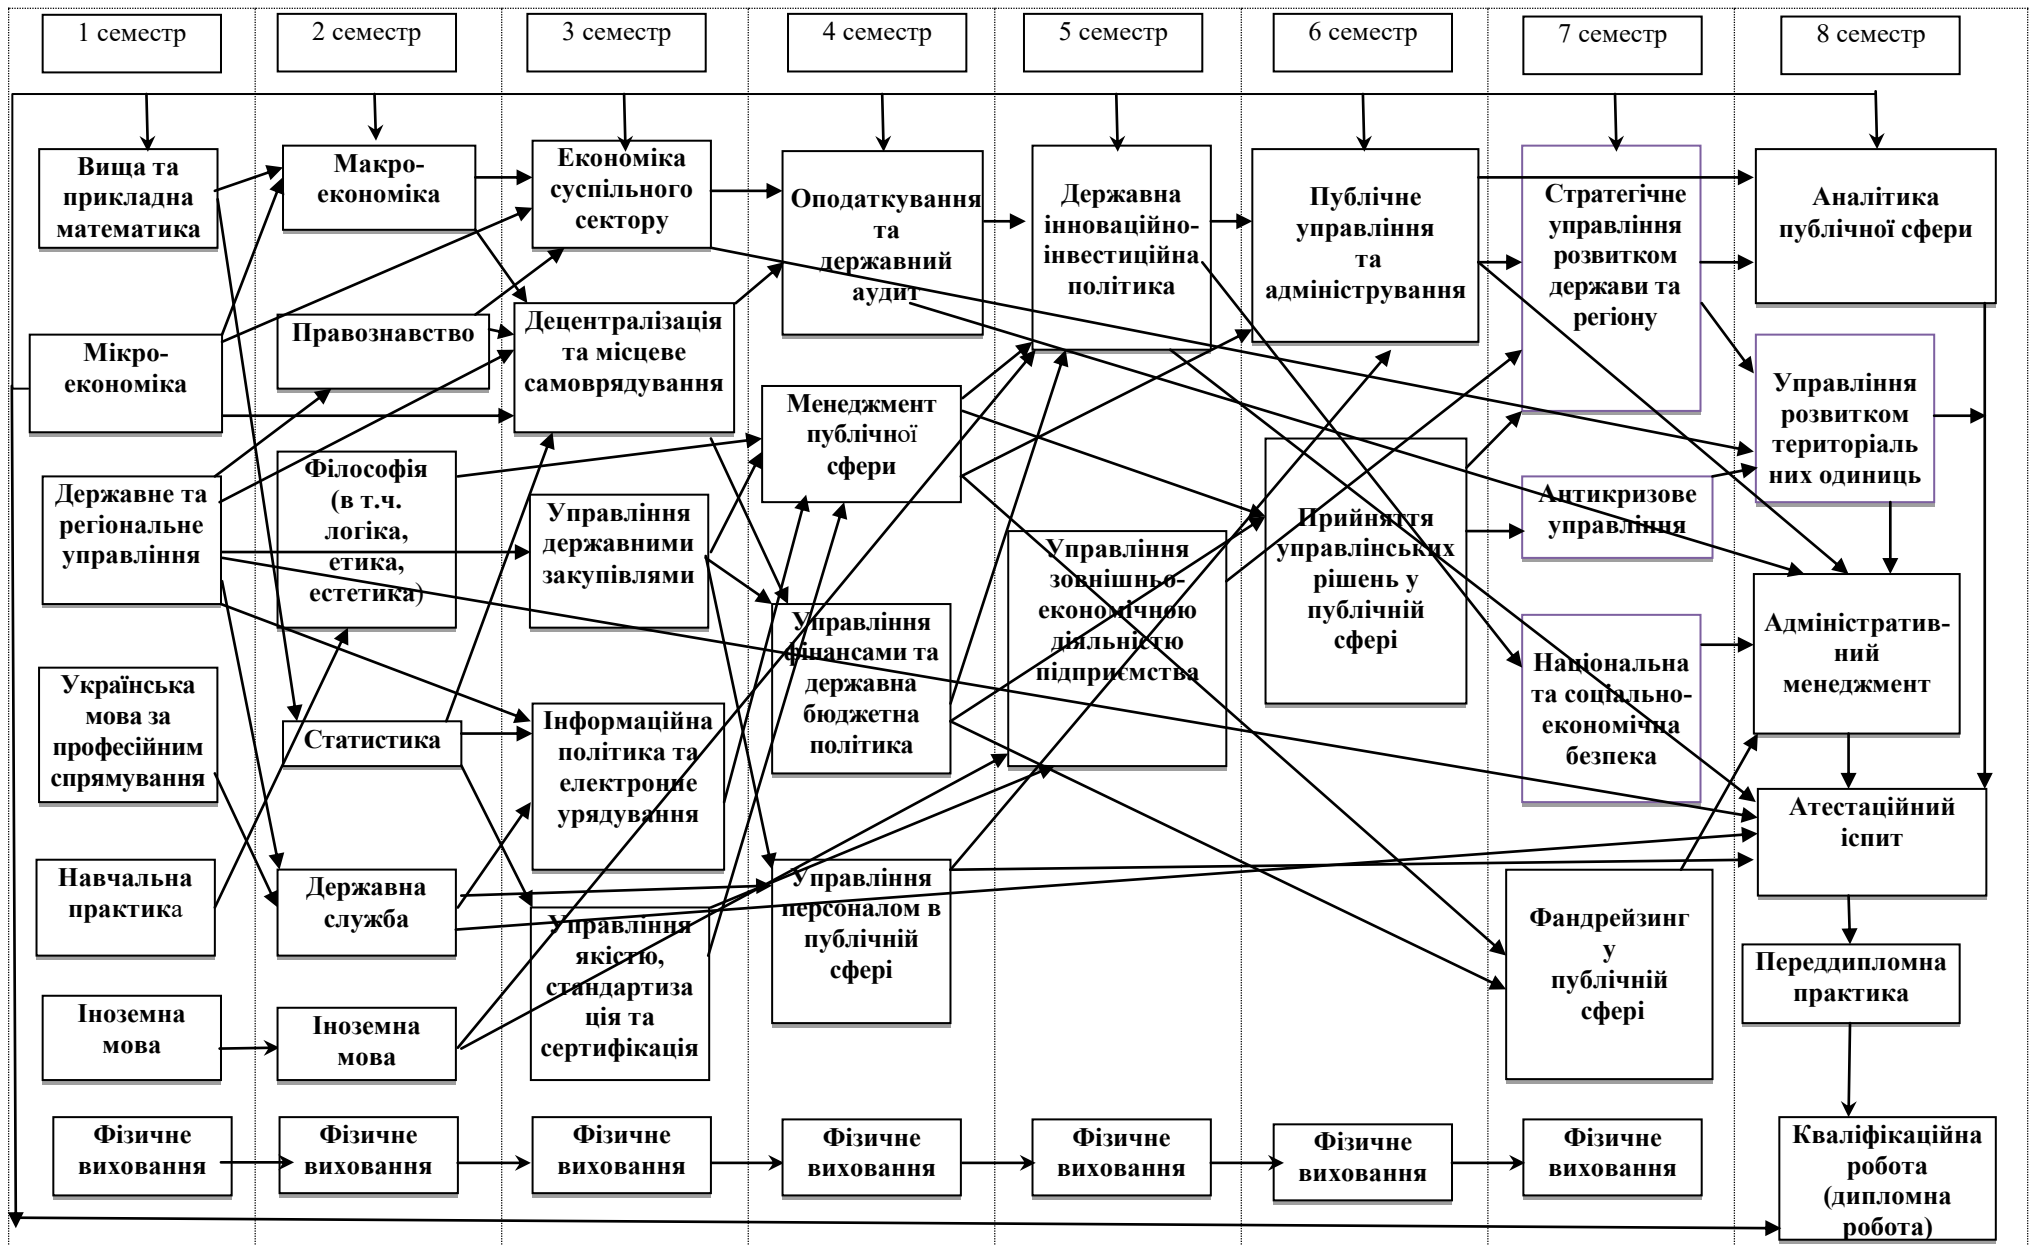 1 семестр
2 семестр
3 семестр
4 семестр
5 семестр
6 семестр
7 семестр
8 семестр
Вища та
прикладна
математика
Мікро-
економіка
Державне та
регіональне
управління
Українська
мова за
професійним
спрямування
Навчальна
практика
Іноземна
мова
Фізичне
виховання
Макро-
економіка
Правознавство
Філософія
(в т.ч.
логіка,
етика,
естетика)
Статистика
Державна
служба
Іноземна
мова
Фізичне
виховання
Економіка
суспільного
сектору
Децентралізація
та місцеве
самоврядування
Управління
державними
закупівлями
Інформаційна
політика та
електронне
урядування
Управління
якістю,
стандартиза
ція та
сертифікація
Фізичне
виховання
Оподаткування
та
державний
аудит
Менеджмент
публічної
сфери
Управління
фінансами та
державна
бюджетна
політика
Управління
персоналом в
публічній
сфері
Фізичне
виховання
Державна
інноваційно-
інвестиційна
політика
Управління
зовнішньо-
економічною
діяльністю
підприємства
Фізичне
виховання
Публічне
управління
та
адміністрування
Прийняття
управлінських
рішень у
публічній
сфері
Фізичне
виховання
Стратегічне
управління
розвитком
держави та
регіону
Антикризове
управління
Національна
та соціально-
економічна
безпека
Фандрейзинг
у
публічній
сфері
Фізичне
виховання
Аналітика
публічної сфери
Управління
розвитком
територіаль
них одиниць
Адміністратив-
ний
менеджмент
Атестаційний
іспит
Переддипломна
практика
Кваліфікаційна
робота
(дипломна
робота)